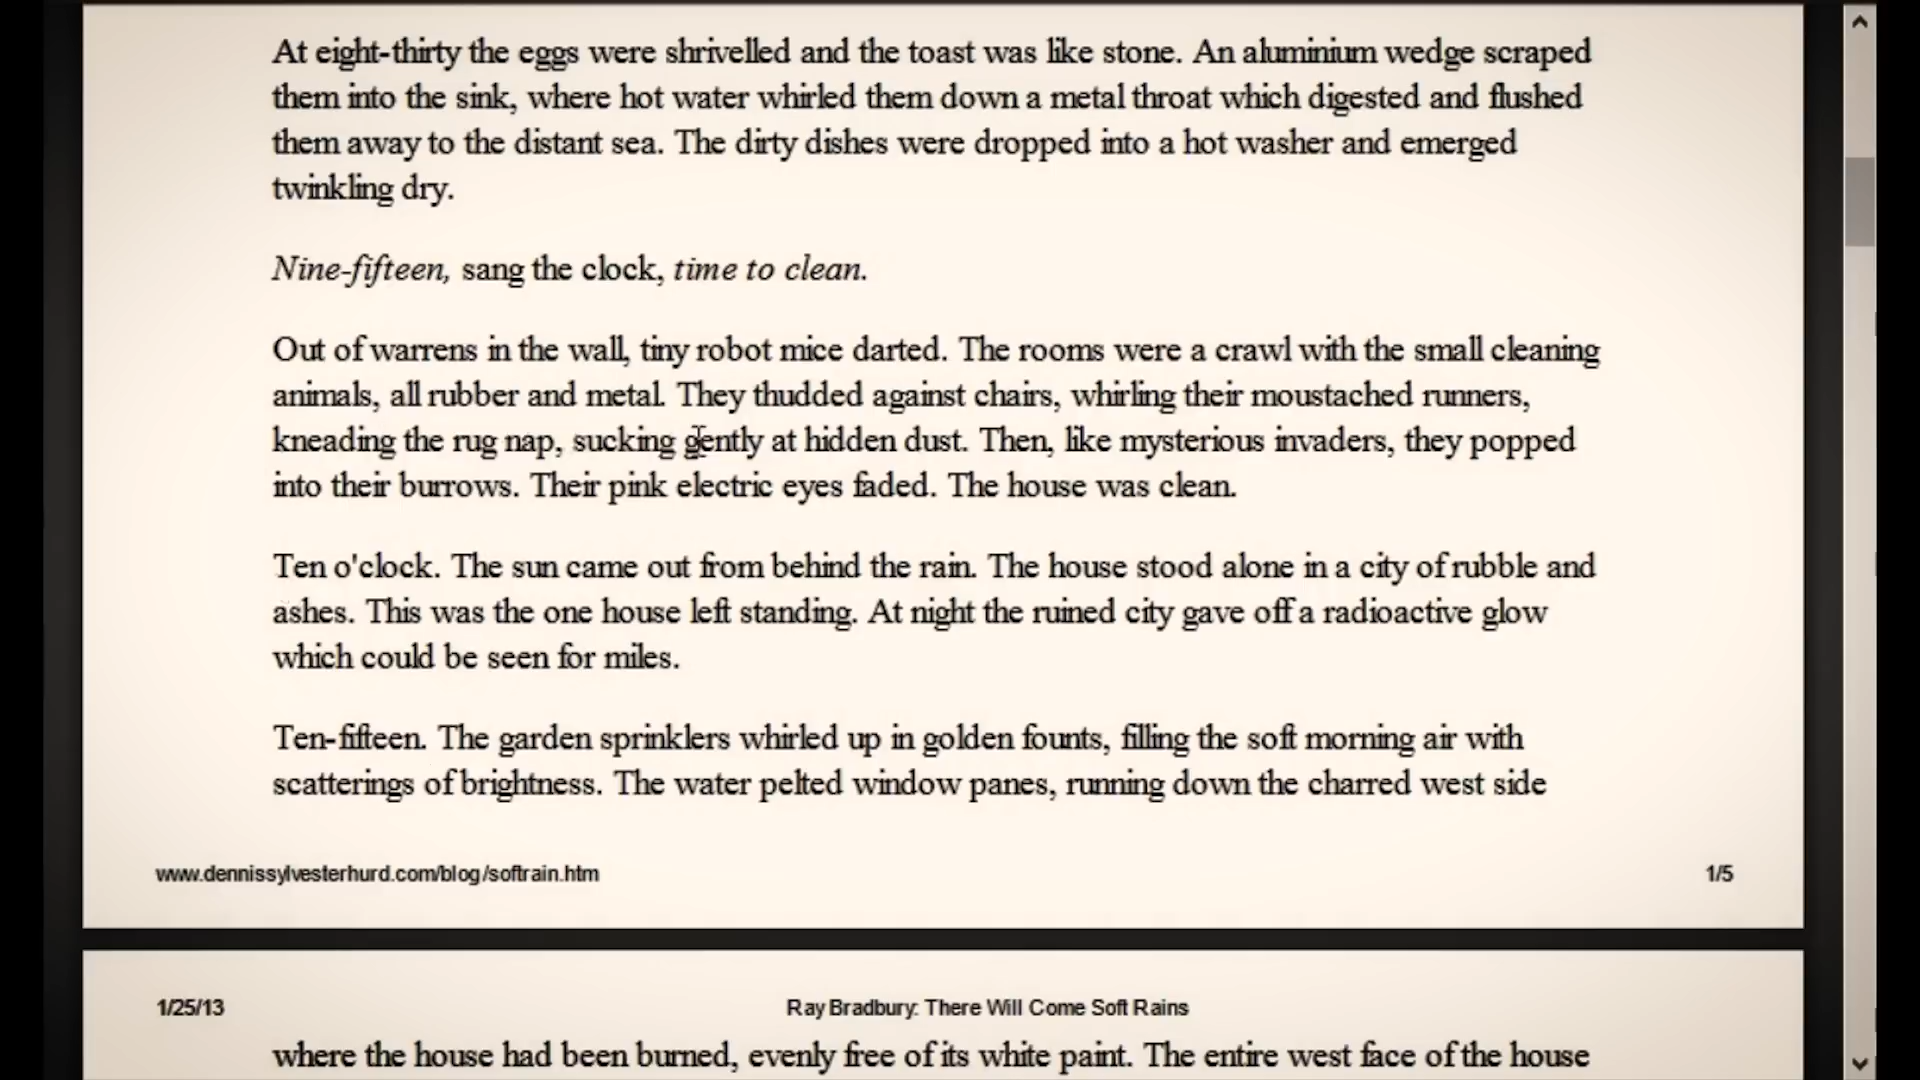 At eight-thirty the eggs were shrivelled and the toast was like stone. An aluminium wedge scraped
them into the sink, where hot water whirled them down a metal throat which digested and flushed
them away to the distant sea. The dirty dishes were dropped into a hot washer and emerged
twinkling dry.
Nine-fifteen, sang the clock, time to clean.
Out of warrens in the wall, tiny robot mice darted. The rooms were a crawl with the small cleaning
animals, all rubber and metal. They thudded against chairs, whirling their moustached runners,
kneading the rug nap, sucking gently at hidden dust. Then, like mysterious invaders, they popped
into their burrows. Their pink electric eyes faded. The house was clean.
Ten o'clock. The sun came out from behind the rain. The house stood alone in a city of rubble and
ashes. This was the one house left standing. At night the ruined city gave off a radioactive glow
which could be seen for miles.
Ten-fifteen. The garden sprinklers whirled up in golden founts, filling the soft morning air with
scatterings of brightness. The water pelted window panes, running down the charred west side
www.dennissylvesterhurd.com/blog/softrain.htm 1/5
1/25/13 Ray Bradbury: There Will Come Soft Rains
where the house had been burned, evenly free of its white paint. The entire west face of the house